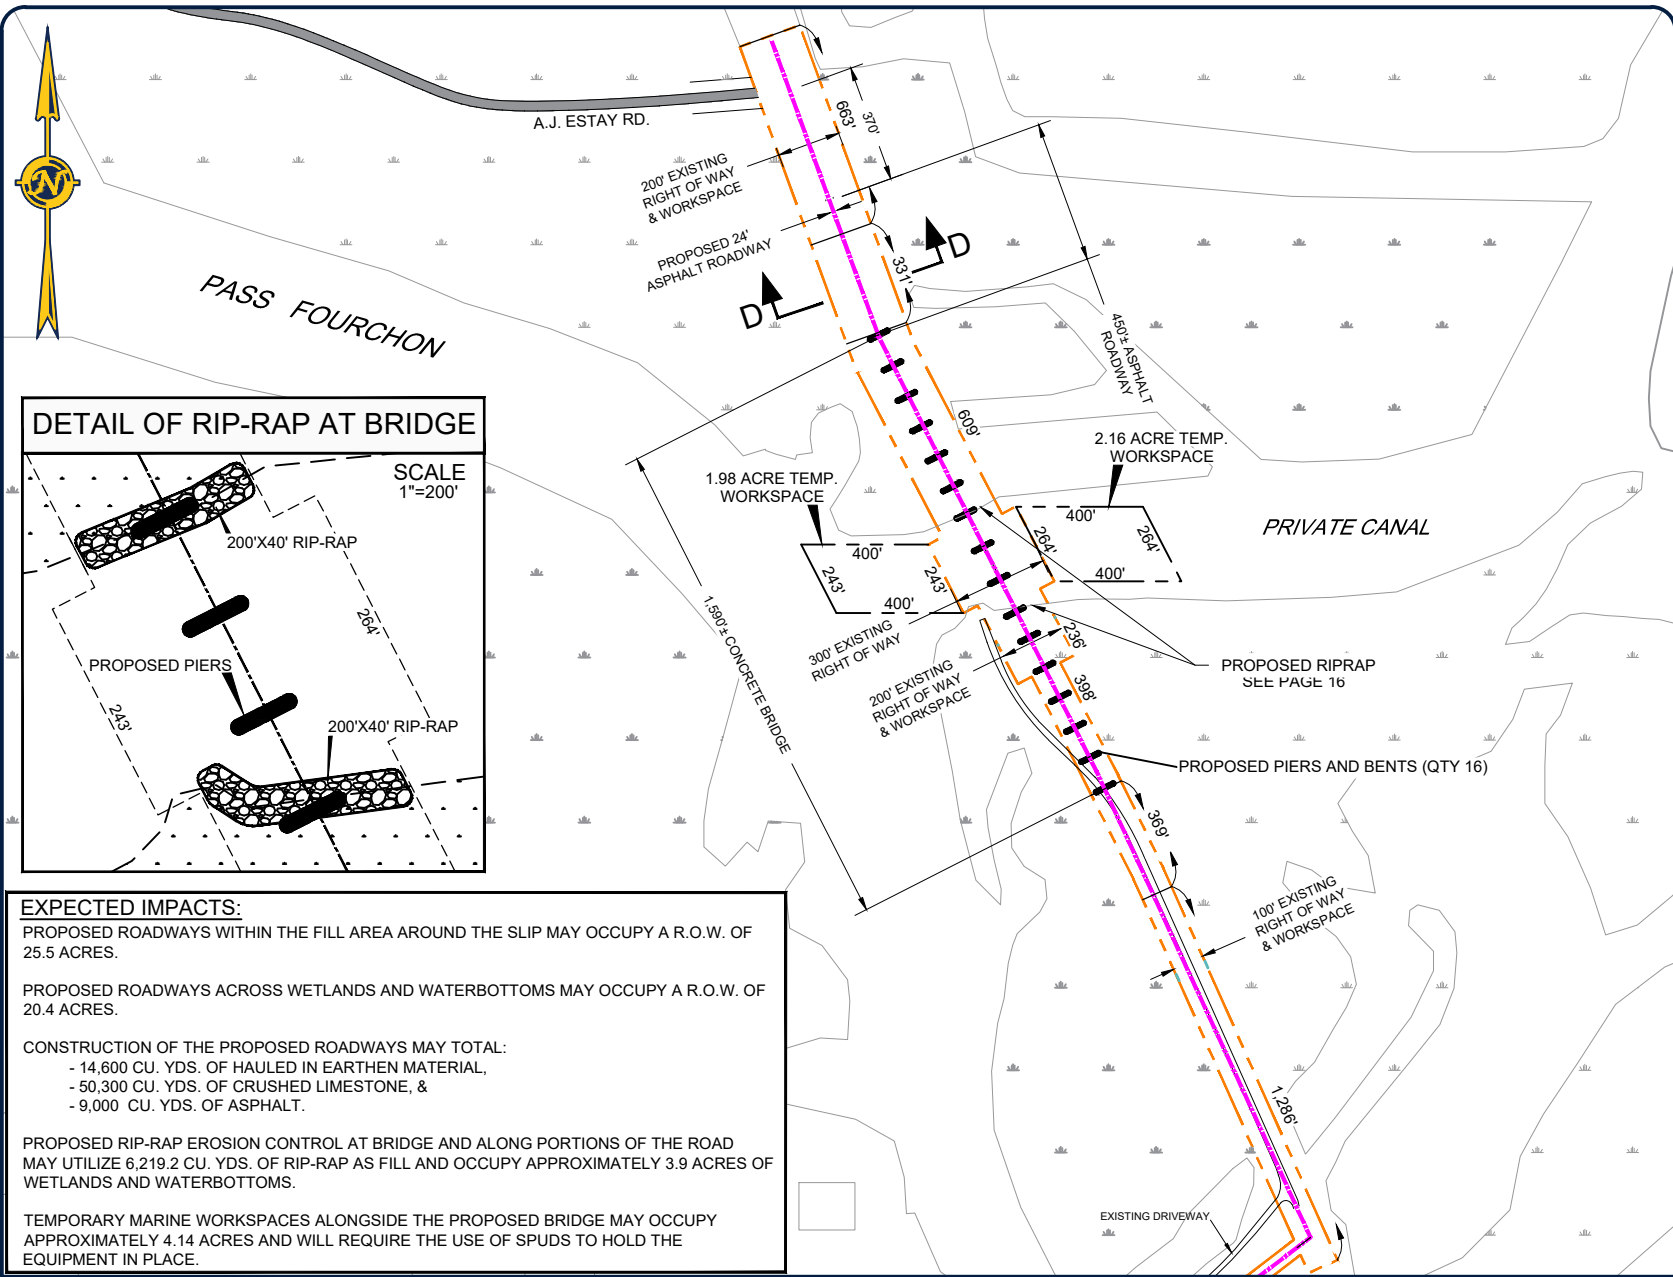 N
A.J. ESTAY RD.
663'
370'
200' EXISTING
RIGHT OF WAY
& WORKSPACE
PROPOSED 24'
ASPHALT ROADWAY
D
D
331'
PASS FOURCHON
450'± ASPHALT
ROADWAY
609'
2.16 ACRE TEMP.
WORKSPACE
1.98 ACRE TEMP.
WORKSPACE
400'
264'
264'
400'
PRIVATE CANAL
400'
243'
243'
400'
300' EXISTING
RIGHT OF WAY
1,590'± CONCRETE BRIDGE
200' EXISTING
RIGHT OF WAY
& WORKSPACE
236'
398'
PROPOSED RIPRAP
SEE PAGE 16
PROPOSED PIERS AND BENTS (QTY 16)
369'
100' EXISTING
RIGHT OF WAY
& WORKSPACE
1,286'
EXISTING DRIVEWAY
DETAIL OF RIP-RAP AT BRIDGE
SCALE
1"=200'
200'X40' RIP-RAP
264'
PROPOSED PIERS
243'
200'X40' RIP-RAP
EXPECTED IMPACTS:
PROPOSED ROADWAYS WITHIN THE FILL AREA AROUND THE SLIP MAY OCCUPY A R.O.W. OF
25.5 ACRES.
PROPOSED ROADWAYS ACROSS WETLANDS AND WATERBOTTOMS MAY OCCUPY A R.O.W. OF
20.4 ACRES.
CONSTRUCTION OF THE PROPOSED ROADWAYS MAY TOTAL:
- 14,600 CU. YDS. OF HAULED IN EARTHEN MATERIAL,
- 50,300 CU. YDS. OF CRUSHED LIMESTONE, &
- 9,000 CU. YDS. OF ASPHALT.
PROPOSED RIP-RAP EROSION CONTROL AT BRIDGE AND ALONG PORTIONS OF THE ROAD
MAY UTILIZE 6,219.2 CU. YDS. OF RIP-RAP AS FILL AND OCCUPY APPROXIMATELY 3.9 ACRES OF
WETLANDS AND WATERBOTTOMS.
TEMPORARY MARINE WORKSPACES ALONGSIDE THE PROPOSED BRIDGE MAY OCCUPY
APPROXIMATELY 4.14 ACRES AND WILL REQUIRE THE USE OF SPUDS TO HOLD THE
EQUIPMENT IN PLACE.